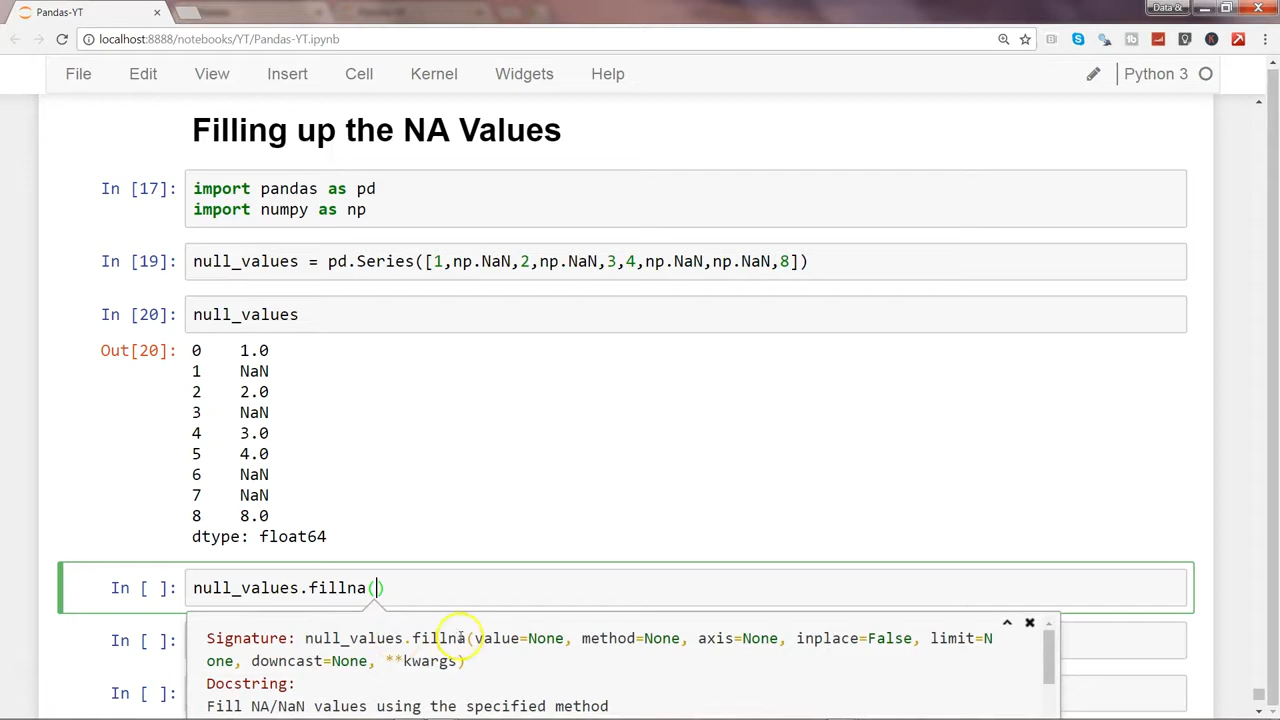 Pandas-YT
Data &
localhost:8888/notebooks/YT/Pandas-YT.ipynb
File Edit View Insert Cell Kernel Widgets Help Python 3
Filling up the NA Values
In [17]: import pandas as pd
import numpy as np
In [19]: null_values = pd.Series([1,np.NaN,2,np.NaN,3,4,np.NaN,np.NaN,8])
In [20]: null_values
Out[20]: 0 1.0
1 NaN
2 2.0
3 NaN
4 3.0
5 4.0
6 NaN
7 NaN
8 8.0
dtype: float64
In [ ]: null_values.fillna()
Signature: null_values.fillna(value=None, method=None, axis=None, inplace=False, limit=N
In [ ]: one, downcast=None, **kwargs)
Docstring:
In [ ]: Fill NA/NaN values using the specified method